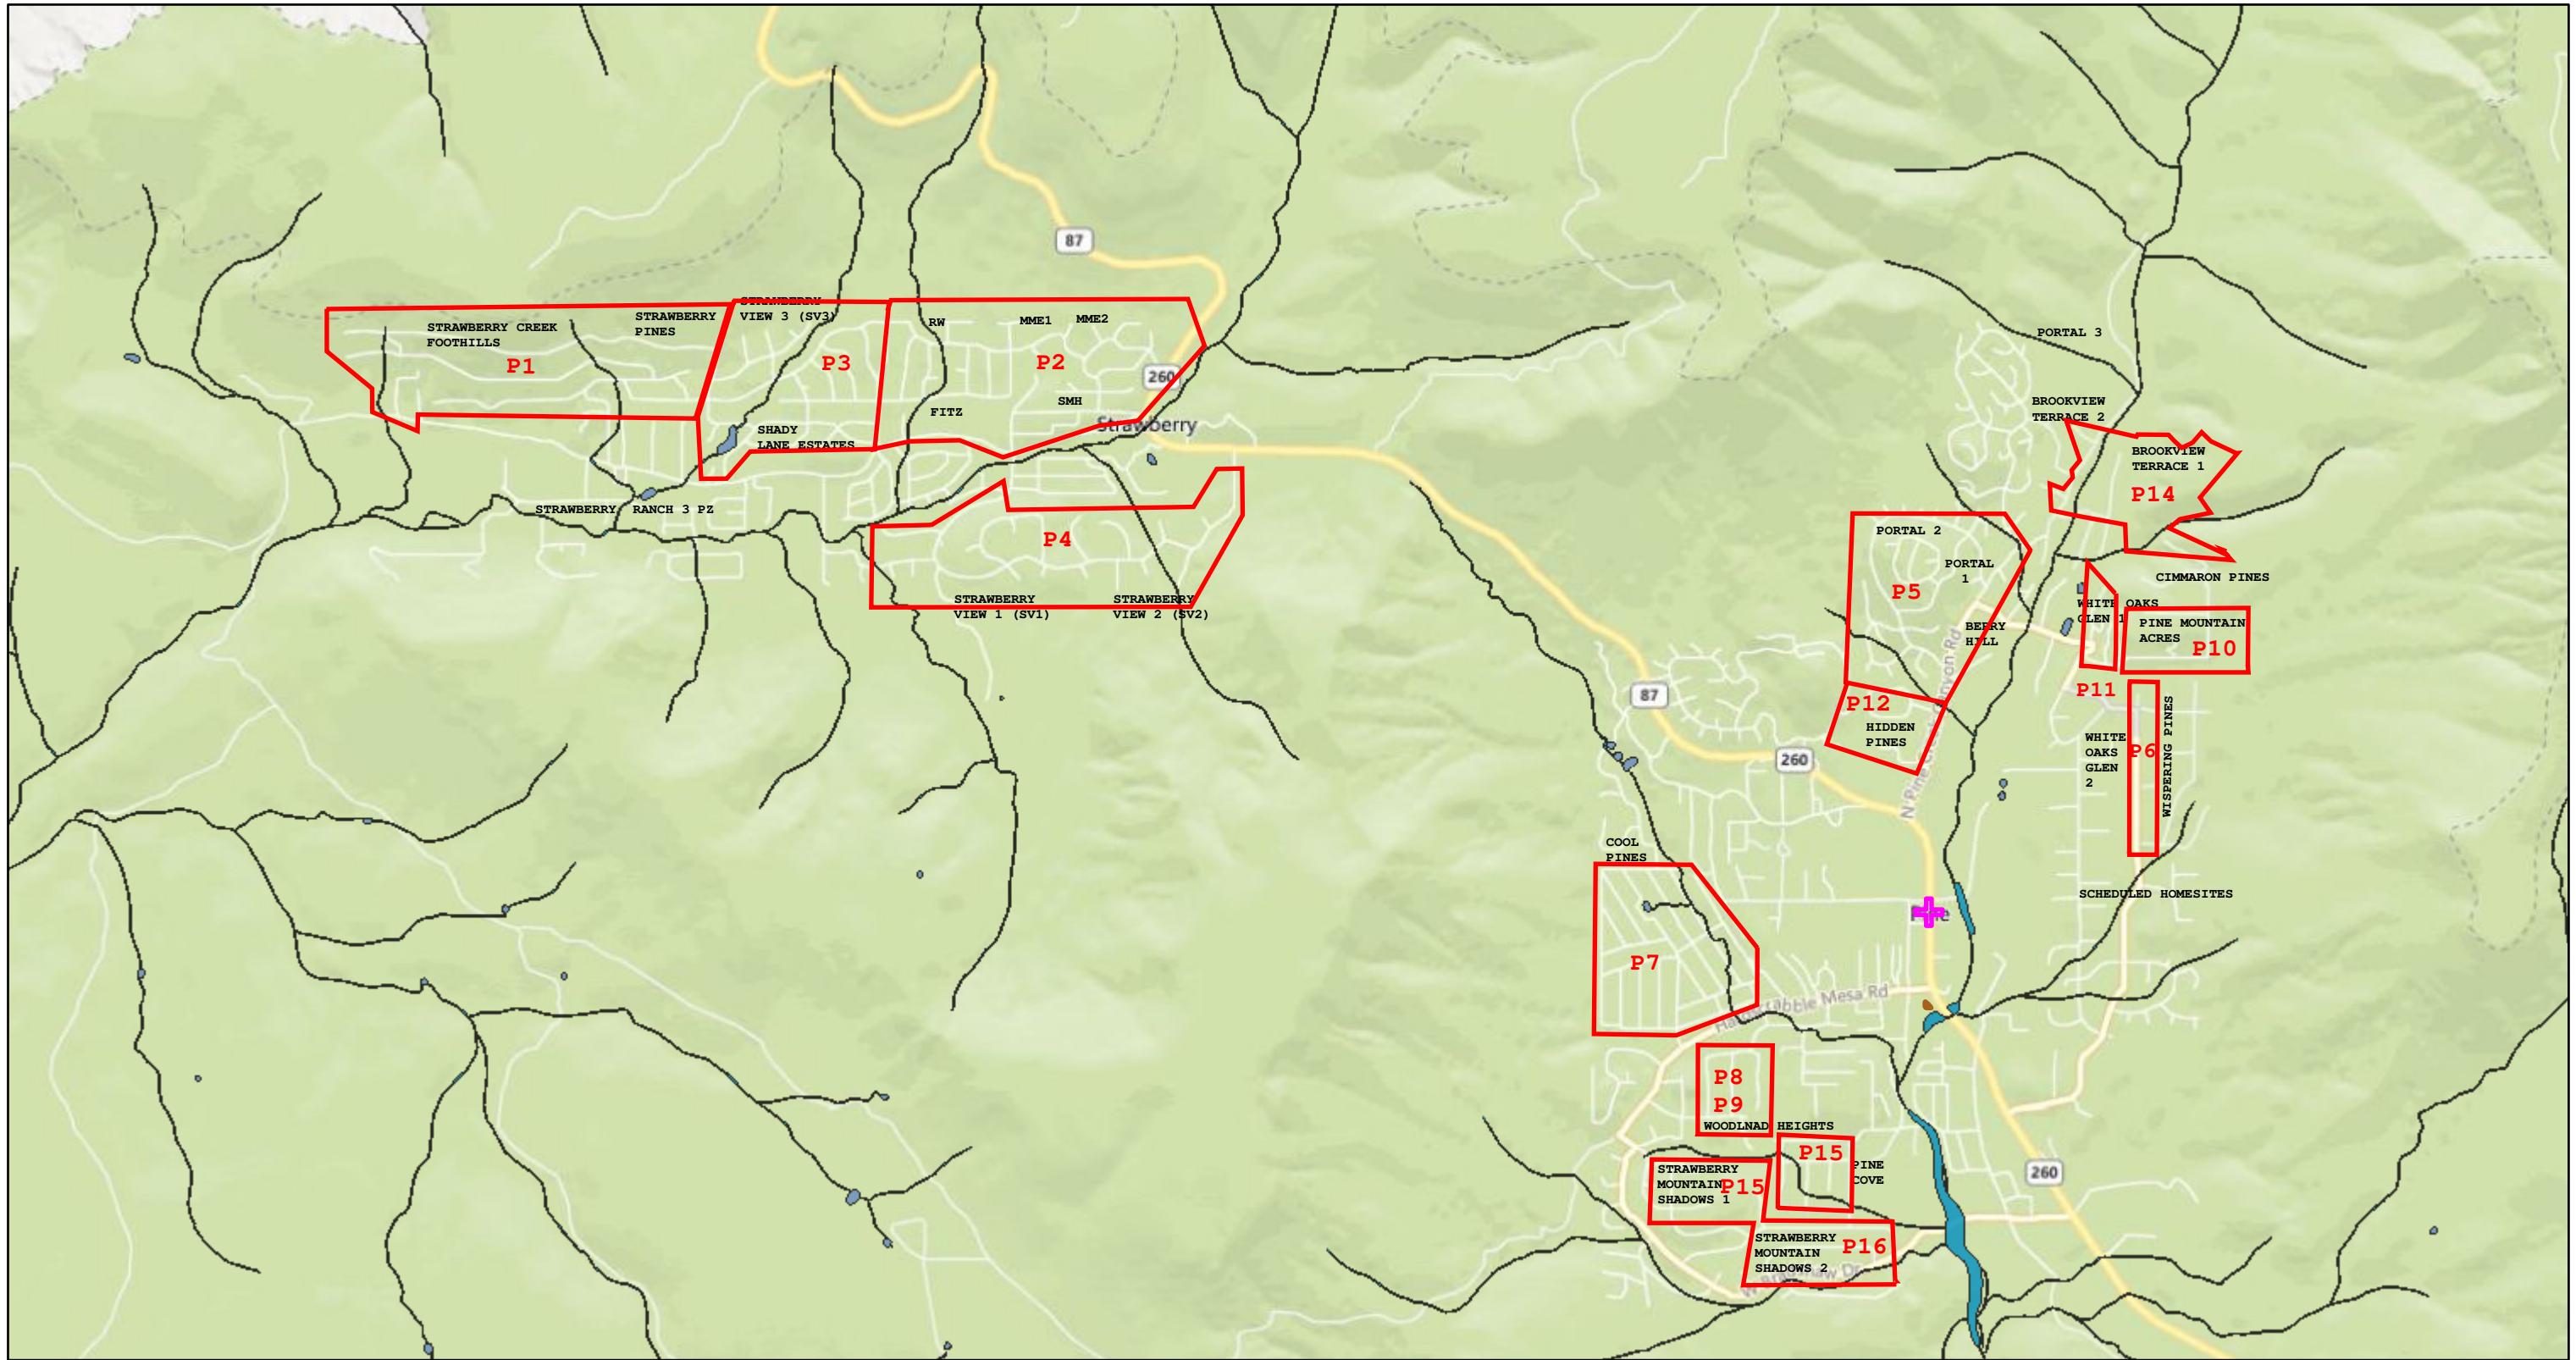 87
STRAWBERRY
VIEW 3 (SV3)
STRAWBERRY
PINES
STRAWBERRY CREEK
FOOTHILLS
RW
MME1
MME2
P1
P3
P2
260
PORTAL 3
FITZ
SMH
Strawberry
SHADY
LANE ESTATES
BROOKVIEW
TERRACE 2
BROOKVIEW
TERRACE 1
P14
STRAWBERRY
RANCH 3 PZ
P4
STRAWBERRY
VIEW 1 (SV1)
STRAWBERRY
VIEW 2 (SV2)
PORTAL 2
PORTAL
1
P5
BERRY
HILL
CIMMARON PINES
WHITE OAKS
GLEN 1
PINE MOUNTAIN
ACRES
P10
P11
87
P12
HIDDEN
PINES
260
WHITE
OAKS
GLEN
2
P6
WISPERING PINES
COOL
PINES
SCHEDULED HOMESITES
P7
Mesa Rd
P8
P9
WOODLNAD HEIGHTS
P15
PINE
COVE
STRAWBERRY
MOUNTAIN
SHADOWS 1
P15
260
STRAWBERRY
MOUNTAIN
SHADOWS 2
P16